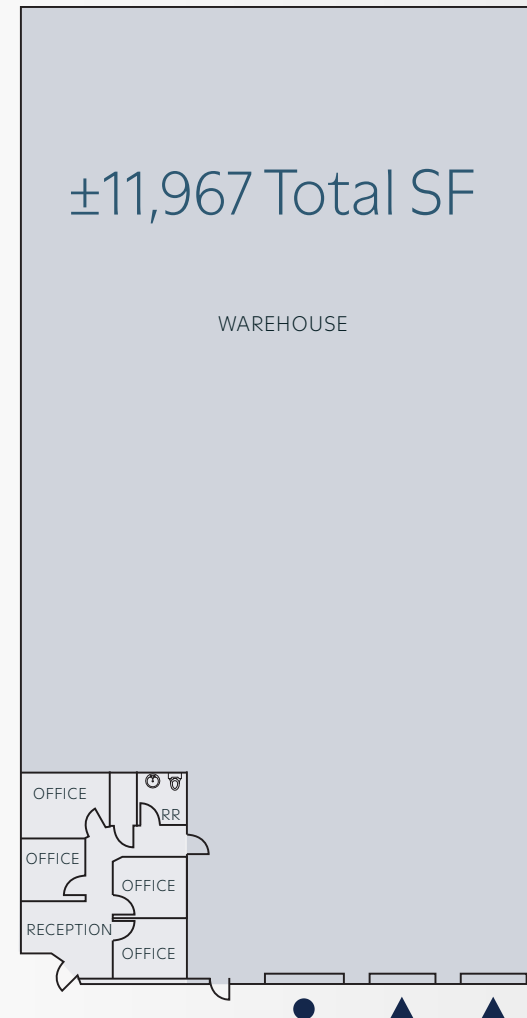 ±11,967 Total SF
WAREHOUSE
OFFICE
RR
OFFICE
OFFICE
RECEPTION
OFFICE